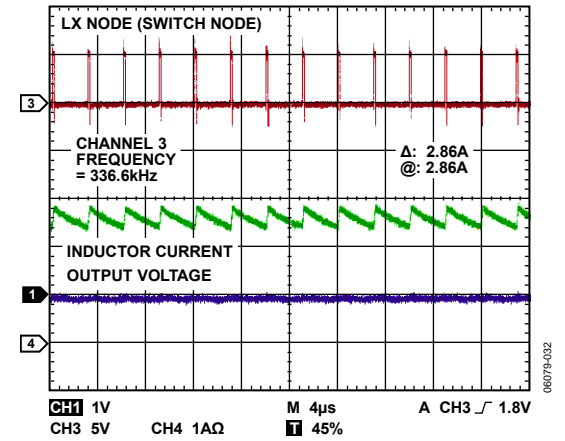 LX NODE (SWITCH NODE)
3
CHANNEL 3
FREQUENCY
= 336.6kHz
Δ: 2.86A
@: 2.86A
INDUCTOR CURRENT
OUTPUT VOLTAGE
1
4
06079-032
CH1 1V M 4µs A CH3 1.8V
CH3 5V CH4 1AΩ T 45%